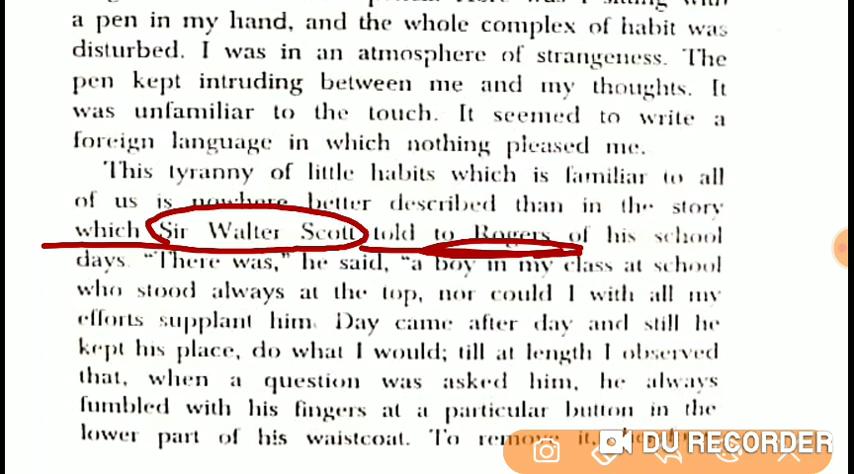 a pen in my hand, and the whole complex of habit was
disturbed. I was in an atmosphere of strangeness. The
pen kept intruding between me and my thoughts. It
was unfamiliar to the touch. It seemed to write a
foreign language in which nothing pleased me.
This tyranny of little habits which is familiar to all
of us is nowhere better described than in the story
which Sir Walter Scott told to Rogers of his school
days. "There was," he said, "a boy in my class at school
who stood always at the top, nor could I with all my
efforts supplant him. Day came after day and still he
kept his place, do what I would; till at length I observed
that, when a question was asked him, he always
fumbled with his fingers at a particular button in the
lower part of his waistcoat. To remove it,
DU RECORDER